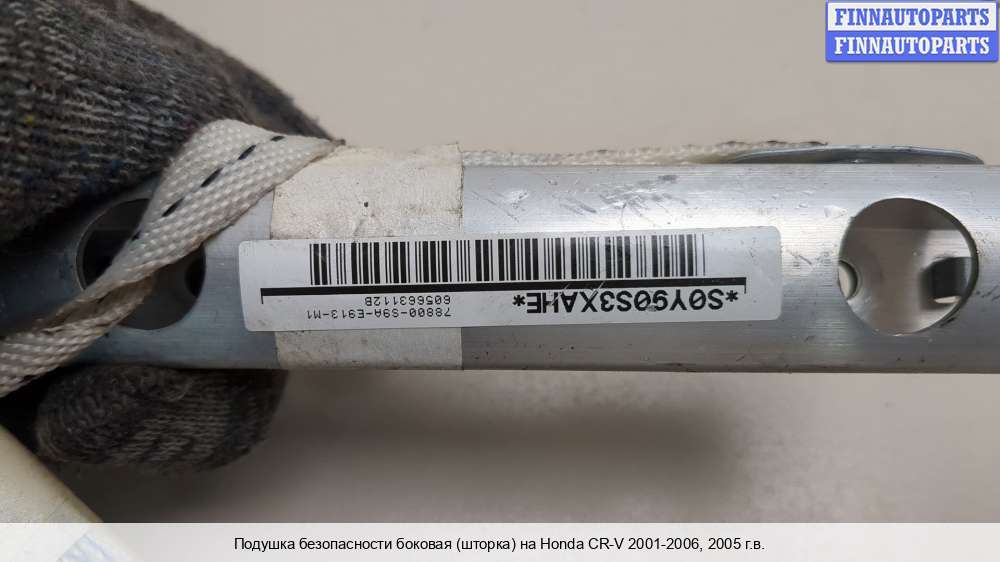 FINNAUTOPARTS
FINNAUTOPARTS
*S0Y90S3XAHE*
78800-S9A-E913-M1
605663112B
Подушка безопасности боковая (шторка) на Honda CR-V 2001-2006, 2005 г.в.